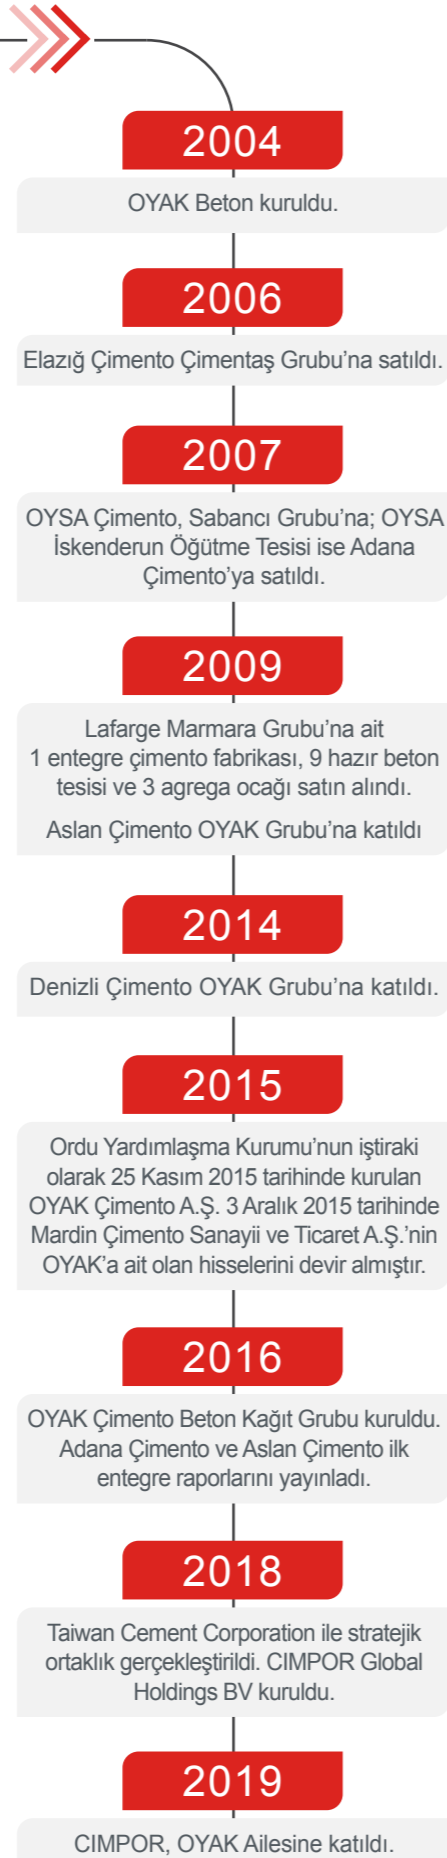 2004
OYAK Beton kuruldu.
2006
Elazığ Çimento Çimentaş Grubu’na satıldı.
2007
OYSA Çimento, Sabancı Grubu’na; OYSA
İskenderun Öğütme Tesisi ise Adana
Çimento’ya satıldı.
2009
Lafarge Marmara Grubu’na ait
1 entegre çimento fabrikası, 9 hazır beton
tesisi ve 3 agrega ocağı satın alındı.
Aslan Çimento OYAK Grubu’na katıldı
2014
Denizli Çimento OYAK Grubu’na katıldı.
2015
Ordu Yardımlaşma Kurumu’nun iştiraki
olarak 25 Kasım 2015 tarihinde kurulan
OYAK Çimento A.Ş. 3 Aralık 2015 tarihinde
Mardin Çimento Sanayii ve Ticaret A.Ş.’nin
OYAK’a ait olan hisselerini devir almıştır.
2016
OYAK Çimento Beton Kağıt Grubu kuruldu.
Adana Çimento ve Aslan Çimento ilk
entegre raporlarını yayınladı.
2018
Taiwan Cement Corporation ile stratejik
ortaklık gerçekleştirildi. CIMPOR Global
Holdings BV kuruldu.
2019
CIMPOR, OYAK Ailesine katıldı.